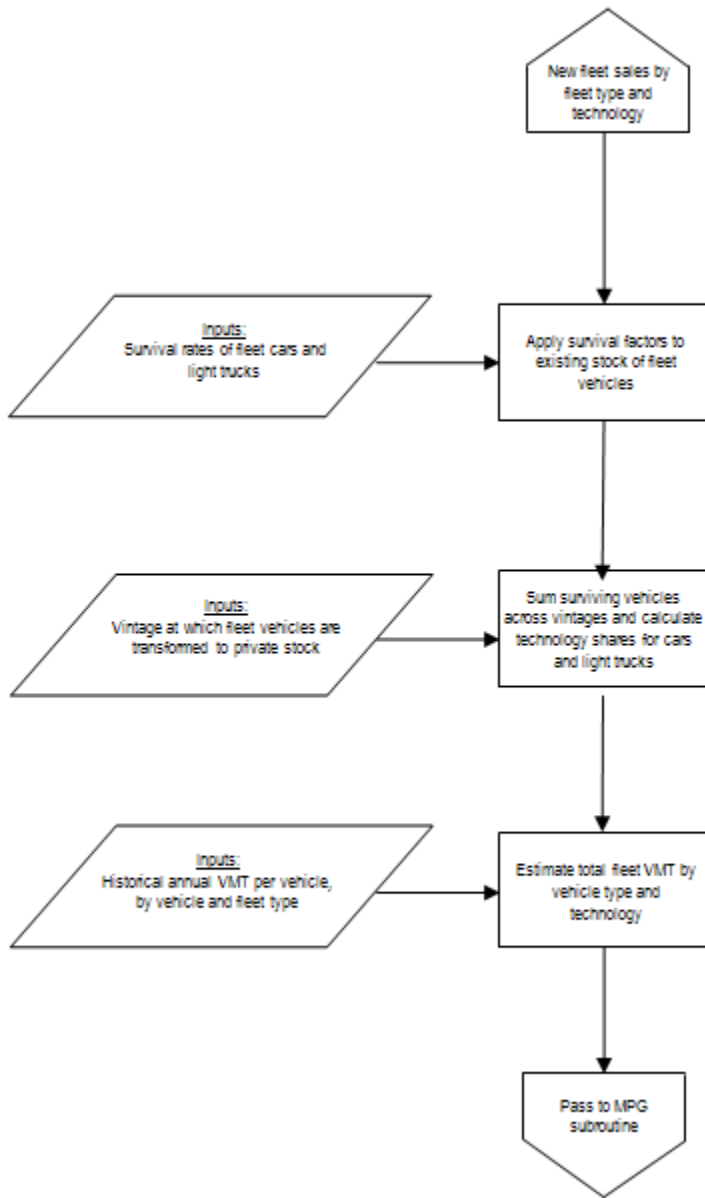 New fleet sales by
fleet type and
technology
Inputs:
Survival rates of fleet cars and
light trucks
Apply survival factors to
existing stock of fleet
vehicles
Inputs:
Vintage at which fleet vehicles are
transformed to private stock
Sum surviving vehicles
across vintages and calculate
technology shares for cars
and light trucks
Inputs:
Historical annual VMT per vehicle,
by vehicle and fleet type
Estimate total fleet VMT by
vehicle type and
technology
Pass to MPG
subroutine